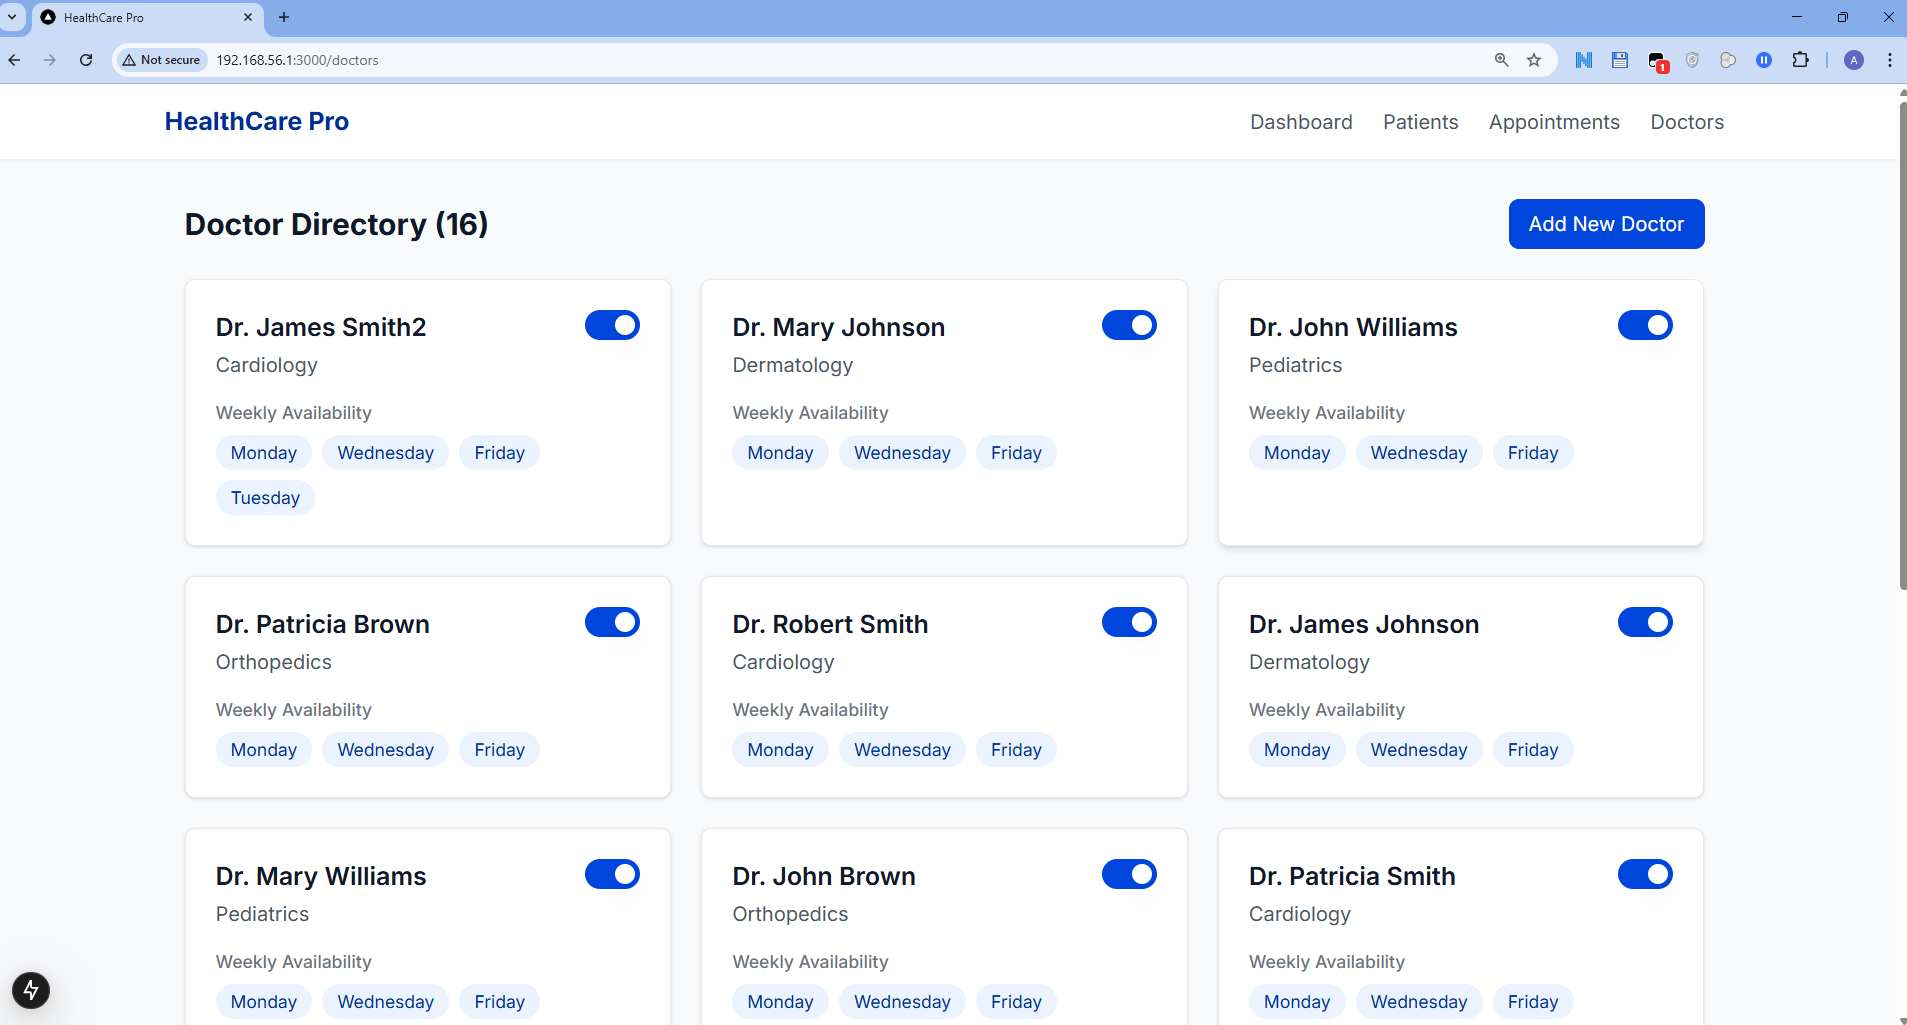 HealthCare Pro
Not secure 192.168.56.1:3000/doctors
1
A
HealthCare Pro Dashboard Patients Appointments Doctors
Doctor Directory (16) Add New Doctor
Dr. James Smith2
Cardiology
Weekly Availability
Monday Wednesday Friday
Tuesday
Dr. Mary Johnson
Dermatology
Weekly Availability
Monday Wednesday Friday
Dr. John Williams
Pediatrics
Weekly Availability
Monday Wednesday Friday
Dr. Patricia Brown
Orthopedics
Weekly Availability
Monday Wednesday Friday
Dr. Robert Smith
Cardiology
Weekly Availability
Monday Wednesday Friday
Dr. James Johnson
Dermatology
Weekly Availability
Monday Wednesday Friday
Dr. Mary Williams
Pediatrics
Weekly Availability
Monday Wednesday Friday
Dr. John Brown
Orthopedics
Weekly Availability
Monday Wednesday Friday
Dr. Patricia Smith
Cardiology
Weekly Availability
Monday Wednesday Friday